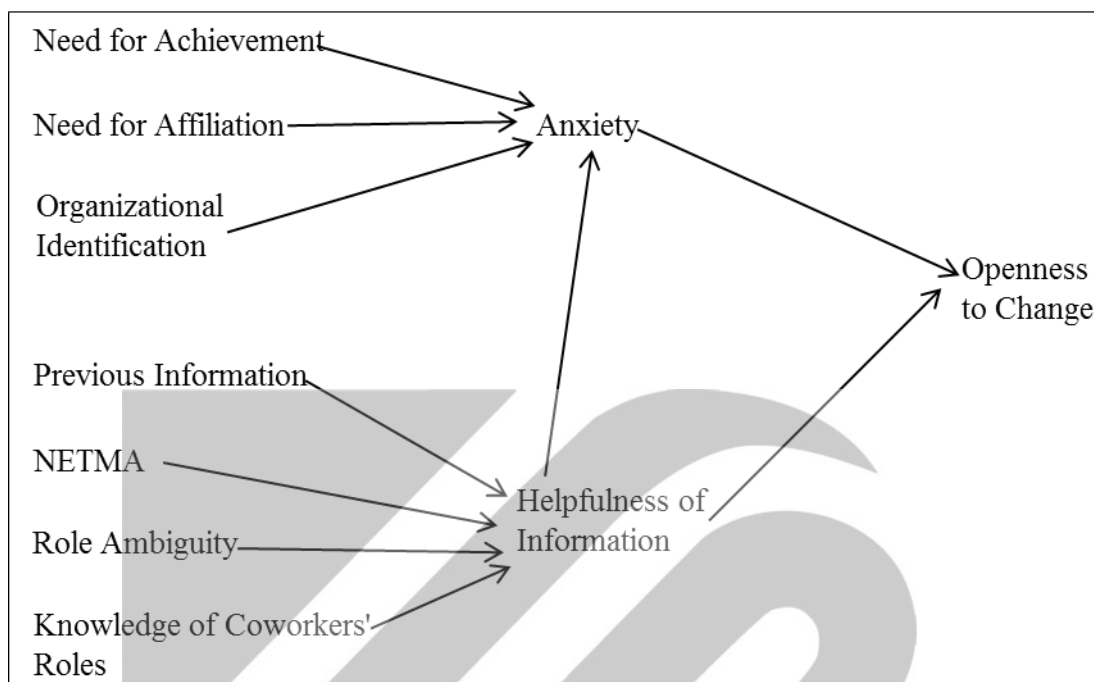 Need for Achievement
Need for Affiliation
Anxiety
Organizational
Identification
Openness
to Change
Previous Information
NETMA
Helpfulness of
Information
Role Ambiguity
Knowledge of Coworkers'
Roles